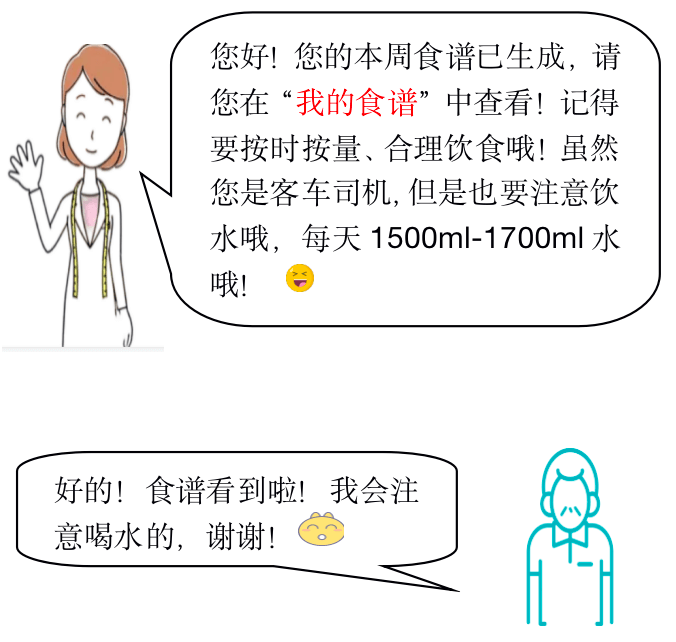 您好！您的本周食谱已生成，请
您在“我的食谱”中查看！记得
要按时按量、合理饮食哦！虽然
您是客车司机，但是也要注意饮
水哦，每天 1500ml-1700ml 水
哦！
好的！食谱看到啦！我会注
意喝水的，谢谢！